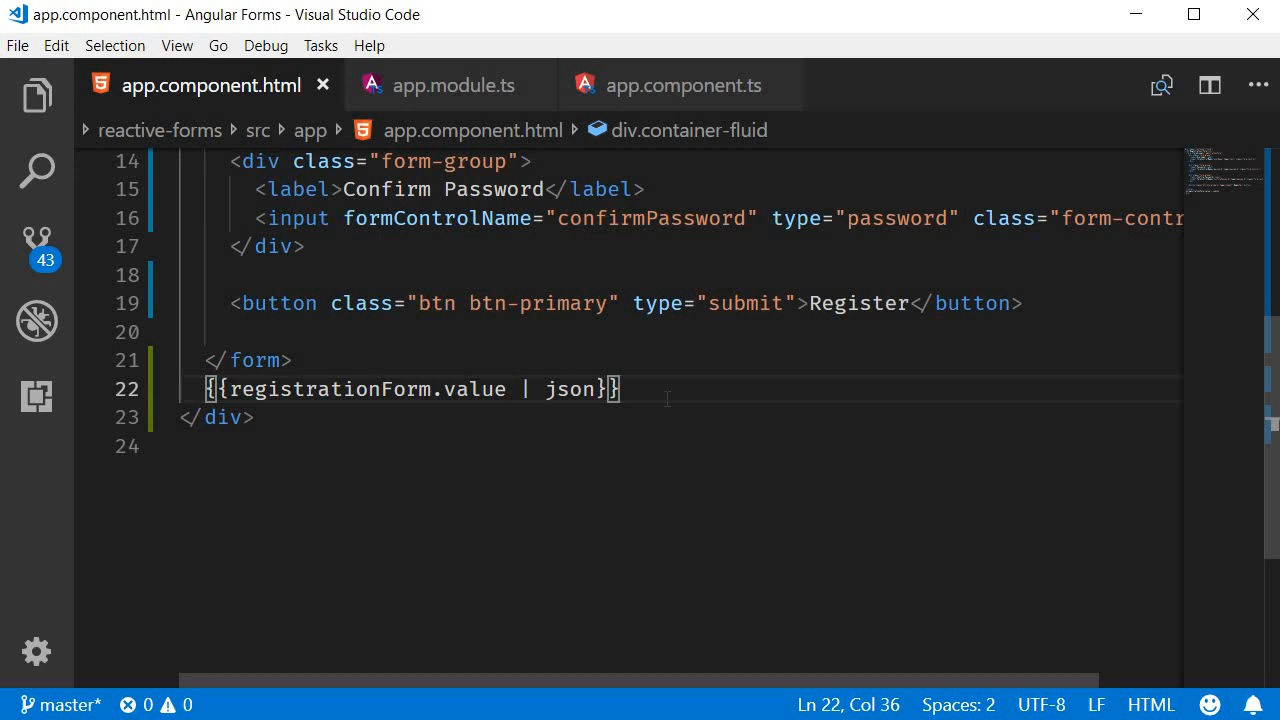 app.component.html - Angular Forms - Visual Studio Code
File Edit Selection View Go Debug Tasks Help
app.component.html app.module.ts app.component.ts
reactive-forms src app app.component.html div.container-fluid
14 <div class="form-group">
15 <label>Confirm Password</label>
16 <input formControlName="confirmPassword" type="password" class="form-contr
17 </div>
18
19 <button class="btn btn-primary" type="submit">Register</button>
20
21 </form>
22 {{registrationForm.value | json}}
23 </div>
24
43
master* 0 0 Ln 22, Col 36 Spaces: 2 UTF-8 LF HTML